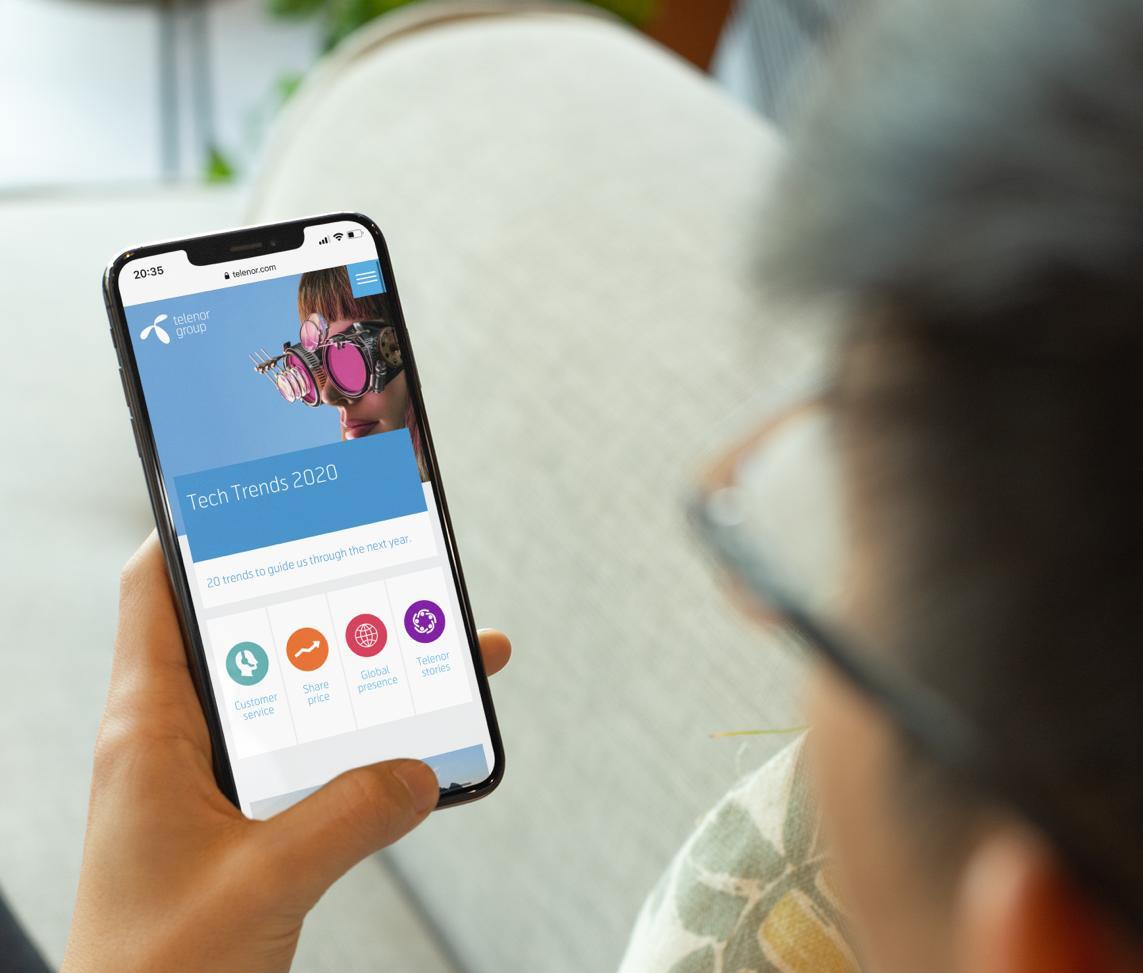 20:35
telenor.com
telenor
group
Tech Trends 2020
20 trends to guide us through the next year.
Customer
service
Share
price
Global
presence
Telenor
stories